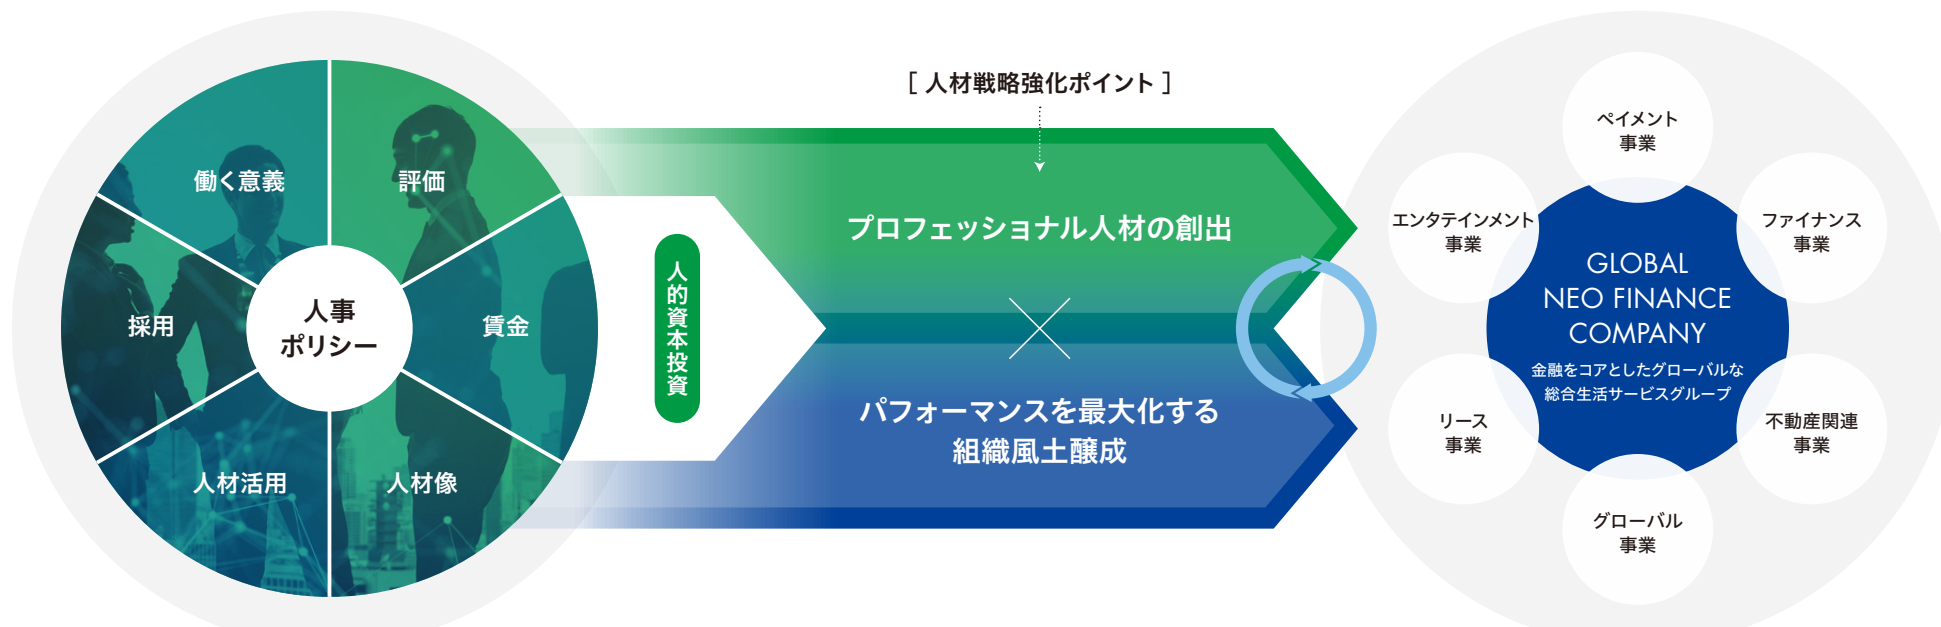 働く意義
評価
採用
賃金
人材活用
人材像
人事
ポリシー
人的資本投資
［ 人材戦略強化ポイント ］
プロフェッショナル人材の創出
パフォーマンスを最大化する
組織風土醸成
ペイメント
事業
エンタテインメント
事業
ファイナンス
事業
GLOBAL
NEO FINANCE
COMPANY
金融をコアとしたグローバルな
総合生活サービスグループ
リース
事業
不動産関連
事業
グローバル
事業